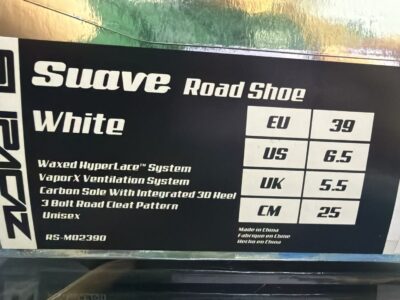 SUPACAZ
Suave Road Shoe
White
EU 39
US 6.5
UK 5.5
CM 25
Waxed HyperLace™ System
VaporX Ventilation System
Carbon Sole With Integrated 3D Heel
3 Bolt Road Cleat Pattern
Unisex
RS-M02390
Made in China
Fabrique en Chine
Hecho en China